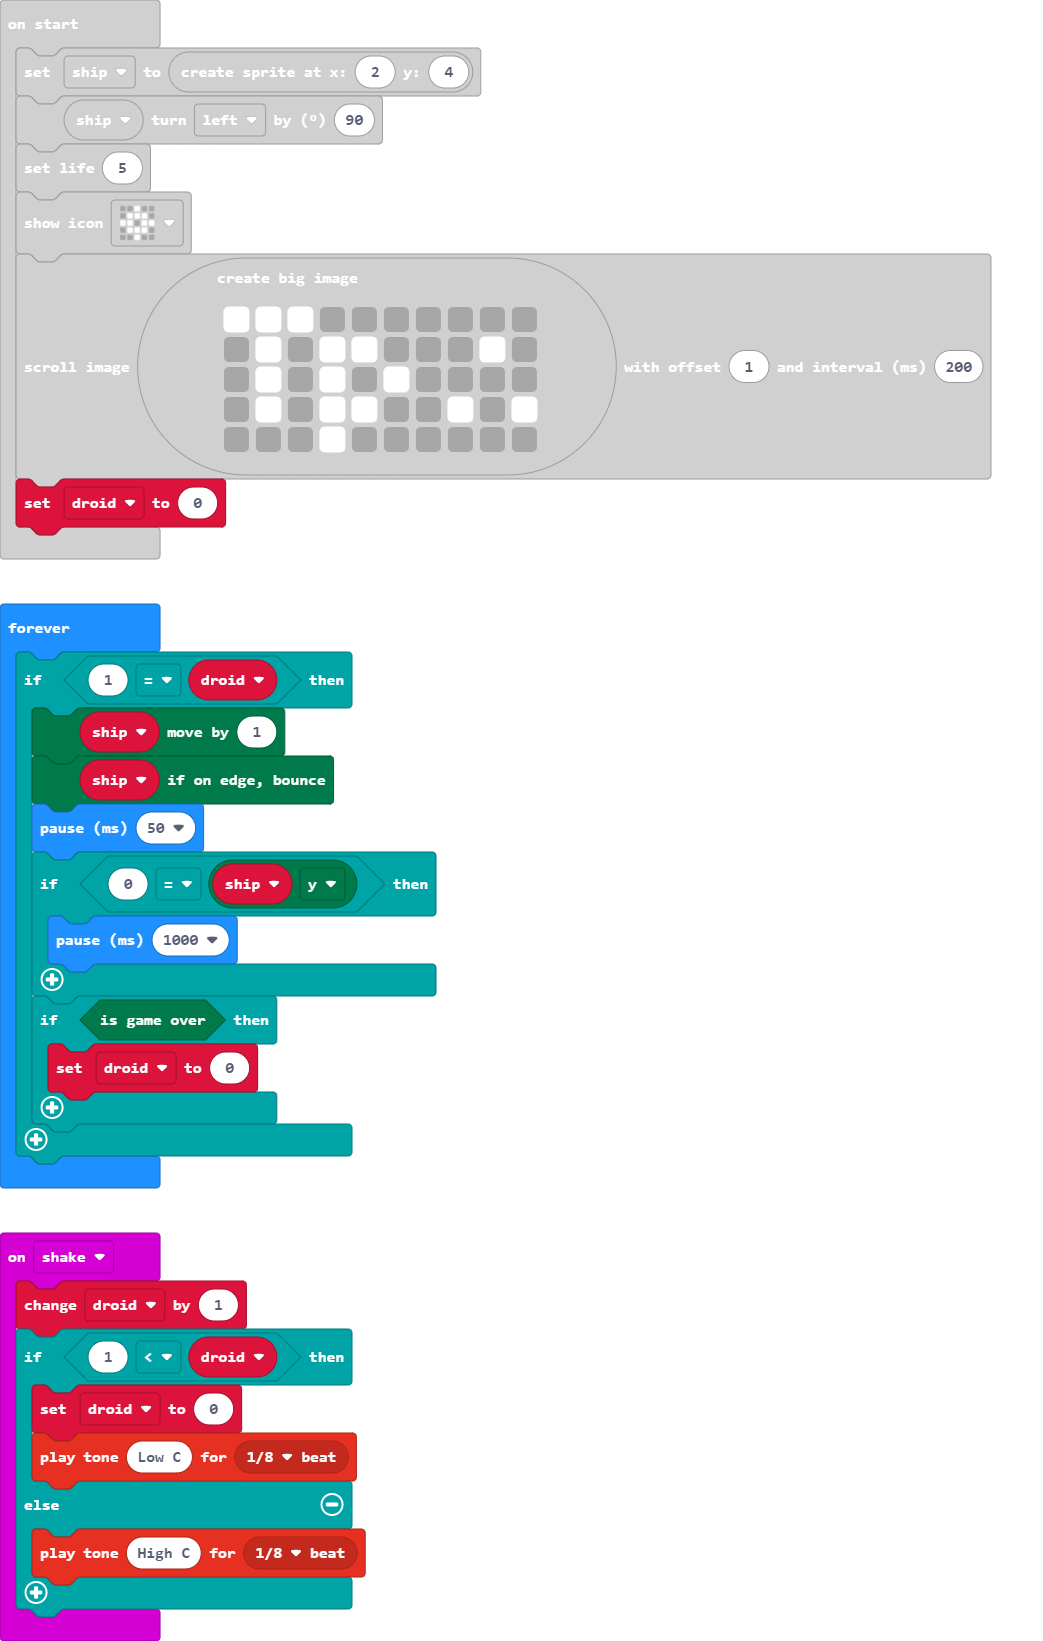 on start
set ship to create sprite at x: 2 y: 4
ship turn left by (°) 90
set life 5
show icon
create big image
scroll image with offset 1 and interval (ms) 200
set droid to 0
forever
if 1 = droid then
ship move by 1
ship if on edge, bounce
pause (ms) 50
if 0 = ship y then
pause (ms) 1000
if is game over then
set droid to 0
on shake
change droid by 1
if 1 < droid then
set droid to 0
play tone Low C for 1/8 beat
else
play tone High C for 1/8 beat